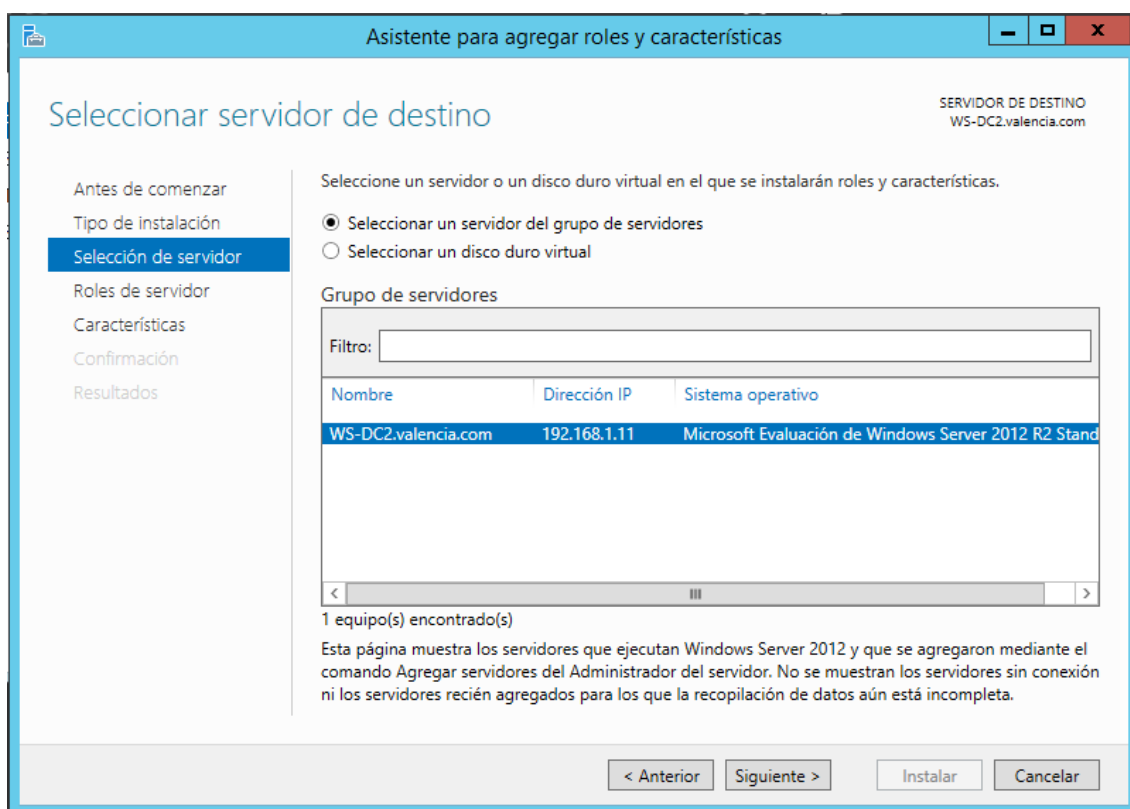 Asistente para agregar roles y características
Seleccionar servidor de destino
SERVIDOR DE DESTINO
WS-DC2.valencia.com
Antes de comenzar
Tipo de instalación
Selección de servidor
Roles de servidor
Características
Confirmación
Resultados
Seleccione un servidor o un disco duro virtual en el que se instalarán roles y características.
Seleccionar un servidor del grupo de servidores
Seleccionar un disco duro virtual
Grupo de servidores
Filtro:
Nombre Dirección IP Sistema operativo
WS-DC2.valencia.com 192.168.1.11 Microsoft Evaluación de Windows Server 2012 R2 Stand
1 equipo(s) encontrado(s)
Esta página muestra los servidores que ejecutan Windows Server 2012 y que se agregaron mediante el
comando Agregar servidores del Administrador del servidor. No se muestran los servidores sin conexión
ni los servidores recién agregados para los que la recopilación de datos aún está incompleta.
< Anterior Siguiente > Instalar Cancelar